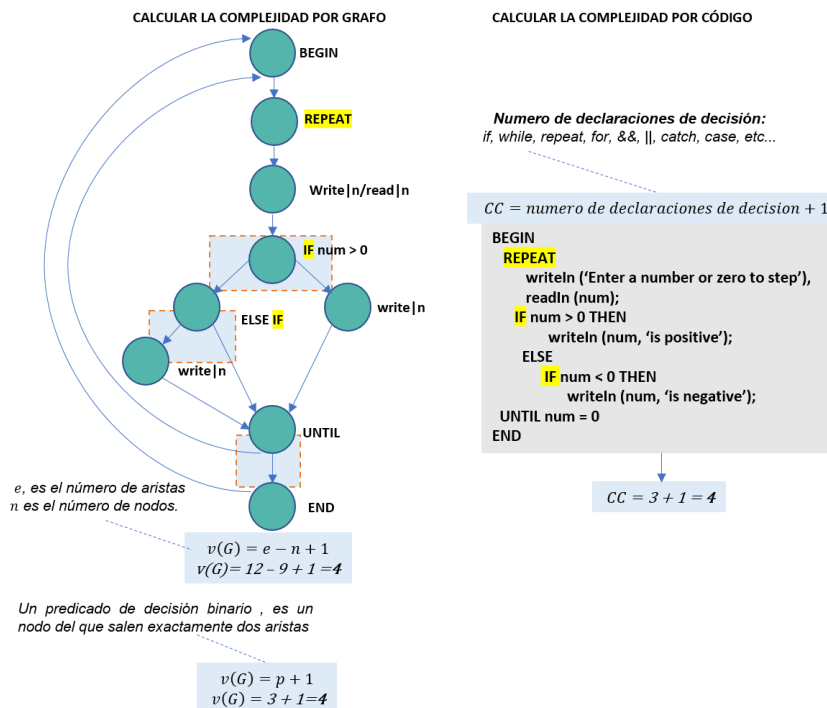 CALCULAR LA COMPLEJIDAD POR GRAFO
BEGIN
REPEAT
Write|n/read|n
IF num > 0
write|n
ELSE IF
write|n
UNTIL
END
e, es el número de aristas
n es el número de nodos.
v(G) = e − n + 1
v(G)= 12 – 9 + 1 =4
Un predicado de decisión binario , es un
nodo del que salen exactamente dos aristas
v(G) = p + 1
v(G) = 3 + 1=4
CALCULAR LA COMPLEJIDAD POR CÓDIGO
Numero de declaraciones de decisión:
if, while, repeat, for, &&, ||, catch, case, etc...
CC = numero de declaraciones de decision + 1
BEGIN
REPEAT
writeln (‘Enter a number or zero to step’),
readln (num);
IF num > 0 THEN
writeln (num, ‘is positive’);
ELSE
IF num < 0 THEN
writeln (num, ‘is negative’);
UNTIL num = 0
END
CC = 3 + 1 = 4